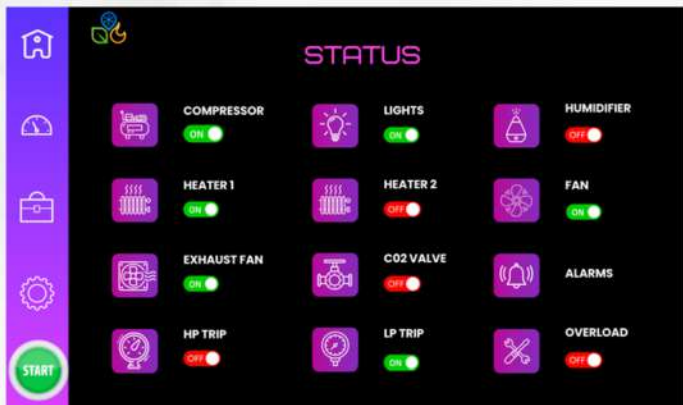 STATUS
COMPRESSOR
ON
LIGHTS
ON
HUMIDIFIER
OFF
HEATER 1
ON
HEATER 2
OFF
FAN
ON
EXHAUST FAN
ON
C02 VALVE
OFF
ALARMS
HP TRIP
OFF
LP TRIP
ON
OVERLOAD
OFF
START